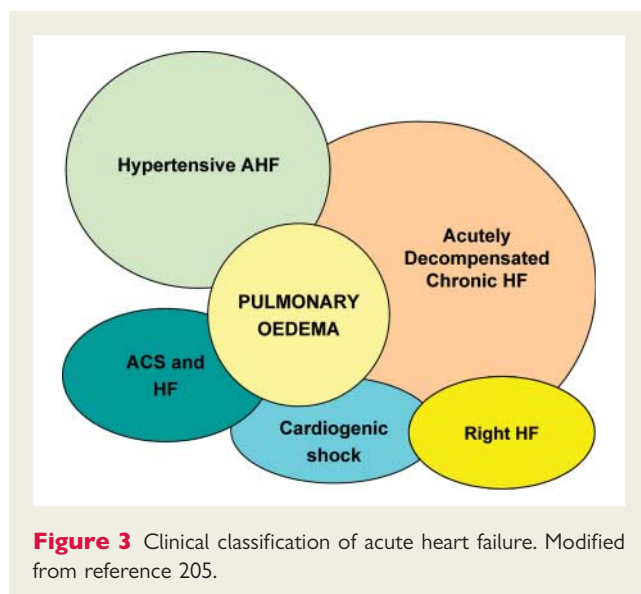 Hypertensive AHF
Acutely
Decompensated
Chronic HF
PULMONARY
OEDEMA
ACS and
HF
Cardiogenic
shock
Right HF
Figure 3 Clinical classification of acute heart failure. Modified
from reference 205.